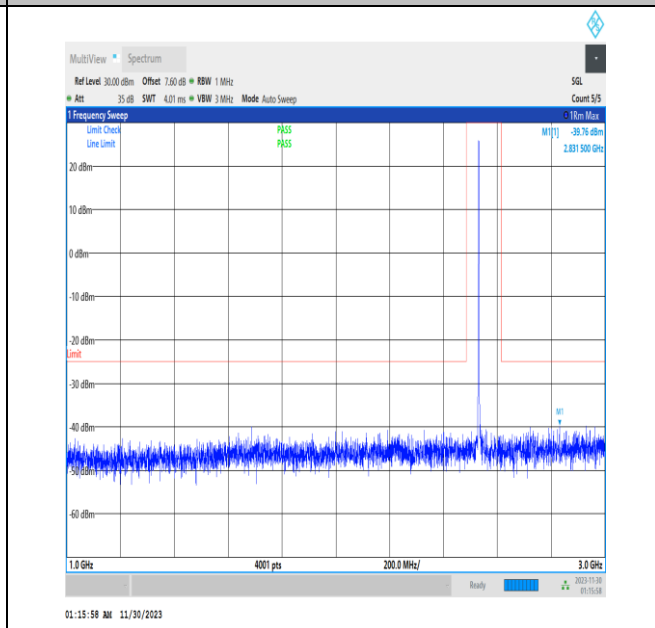 MultiView Spectrum
Ref Level 30.00 dBm Offset 7.60 dB RBW 1 MHz SGL
Att 35 dB SWT 4.01 ms VBW 3 MHz Mode Auto Sweep Count 5/5
1 Frequency Sweep 1Rm Max
Limit Check PASS M1[1] -39.76 dBm
Line Limit PASS 2.831 500 GHz
20 dBm
10 dBm
0 dBm
-10 dBm
-20 dBm
Limit
-30 dBm
M1
-40 dBm
-50 dBm
-60 dBm
1.0 GHz 4001 pts 200.0 MHz/ 3.0 GHz
Ready 2023-11-30
01:15:58
01:15:58 AM 11/30/2023